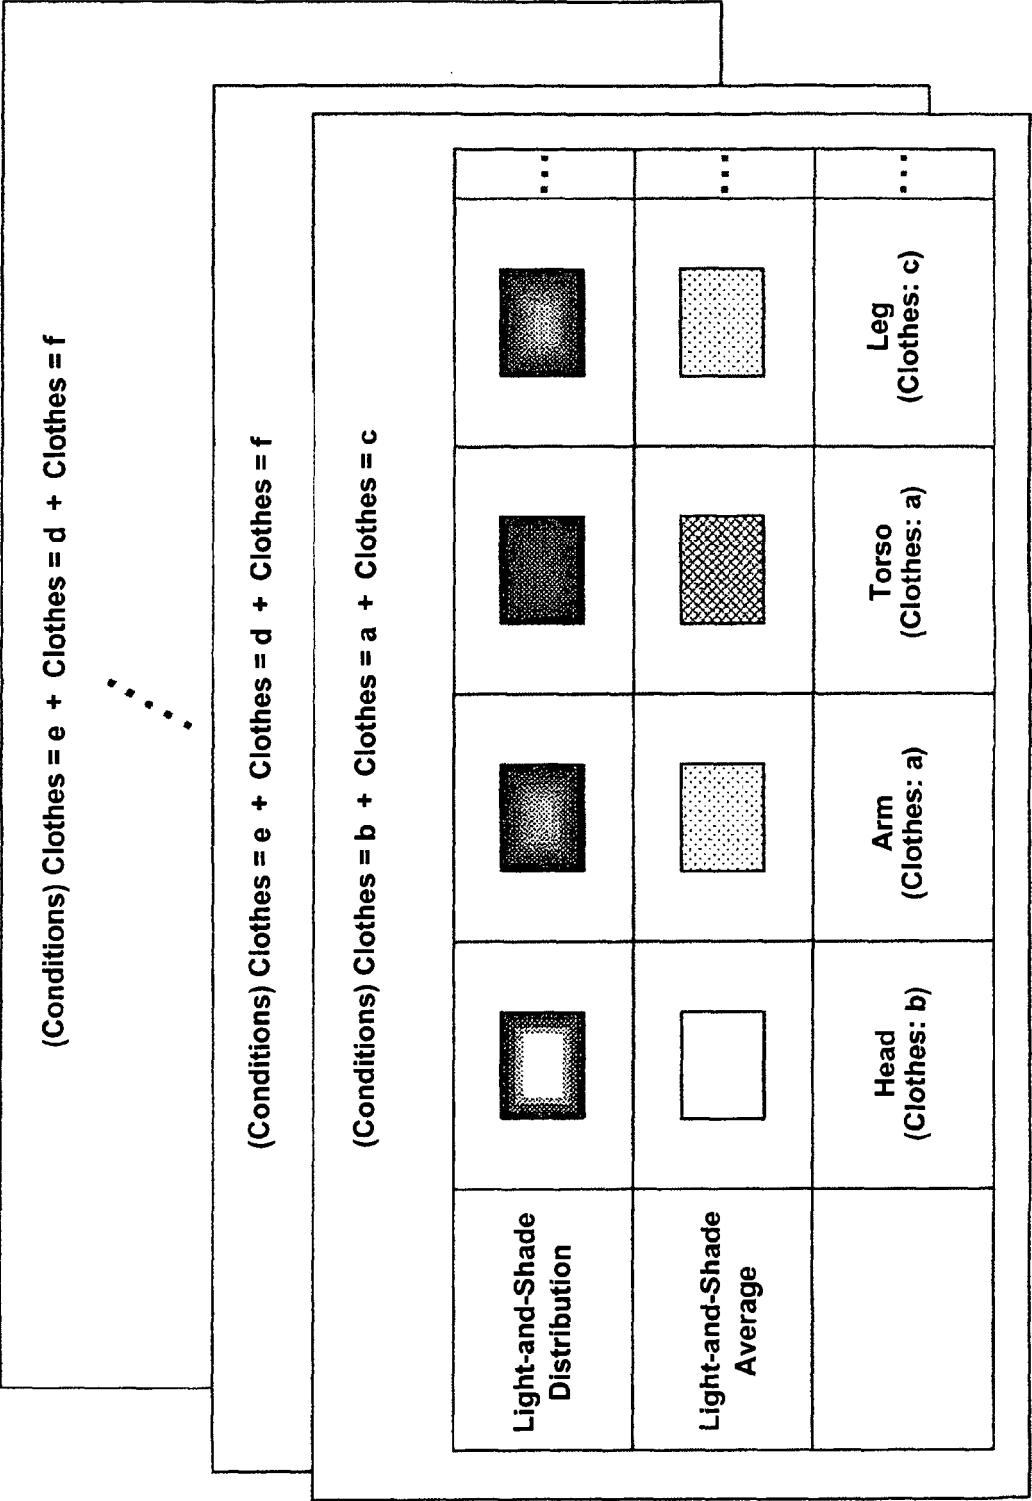 (Conditions) Clothes = e + Clothes = d + Clothes = f
(Conditions) Clothes = e + Clothes = d + Clothes = f
(Conditions) Clothes = b + Clothes = a + Clothes = c
Light-and-Shade
Distribution
...
Light-and-Shade
Average
...
Head
(Clothes: b)
Arm
(Clothes: a)
Torso
(Clothes: a)
Leg
(Clothes: c)
...